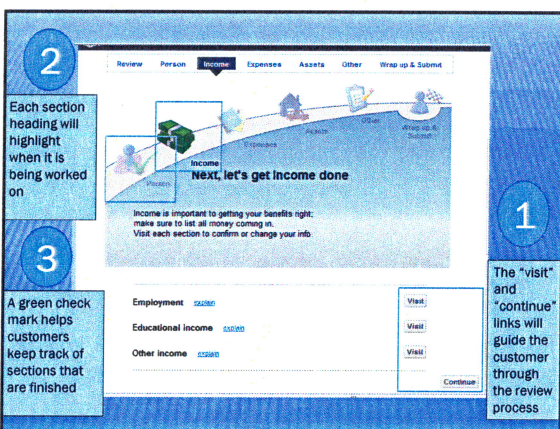 2
Each section
heading will
highlight
when it is
being worked
on
3
A green check
mark helps
customers
keep track of
sections that
are finished
Review Person Income Expenses Assets Other Wrap up & Submit
Person
Income
Expenses
Assets
Other
Wrap up &
Submit
Next, let's get Income done
Income is important to getting your benefits right;
make sure to list all money coming in.
Visit each section to confirm or change your info
Employment explain Visit
Educational income explain Visit
Other income explain Visit
Continue
1
The "visit"
and
"continue"
links will
guide the
customer
through
the review
process